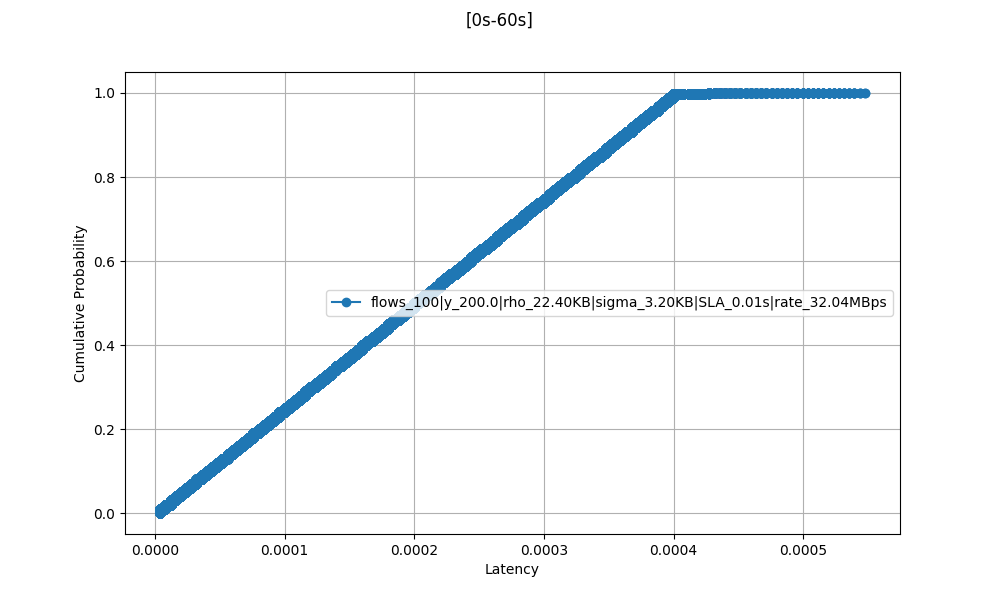 [0s-60s]
1.0
0.8
0.6
0.4
0.2
0.0
Cumulative Probability
flows_100|y_200.0|rho_22.40KB|sigma_3.20KB|SLA_0.01s|rate_32.04MBps
0.0000 0.0001 0.0002 0.0003 0.0004 0.0005
Latency